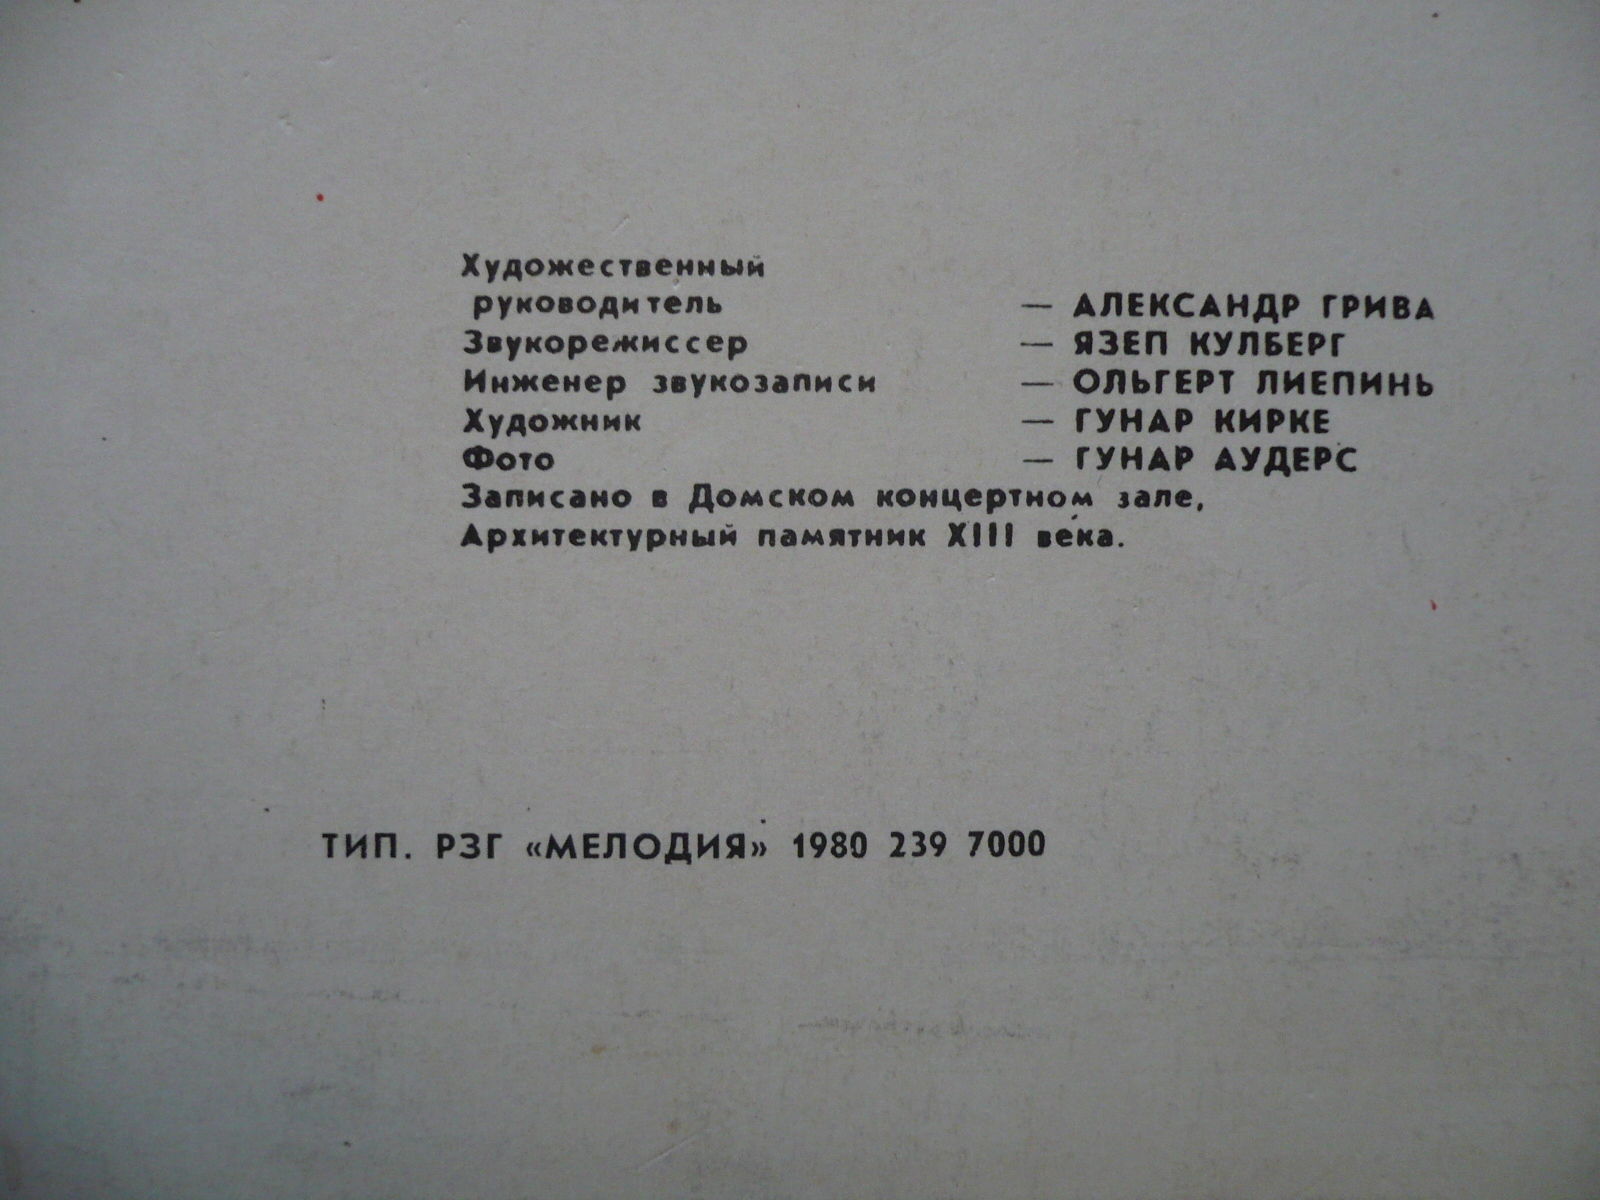 Художественный
руководитель — АЛЕКСАНДР ГРИВА
Звукорежиссер — ЯЗЕП КУЛБЕРГ
Инженер звукозаписи — ОЛЬГЕРТ ЛИЕПИНЬ
Художник — ГУНАР КИРКЕ
Фото — ГУНАР АУДЕРС
Записано в Домском концертном зале,
Архитектурный памятник XIII века.
ТИП. РЗГ «МЕЛОДИЯ» 1980 239 7000